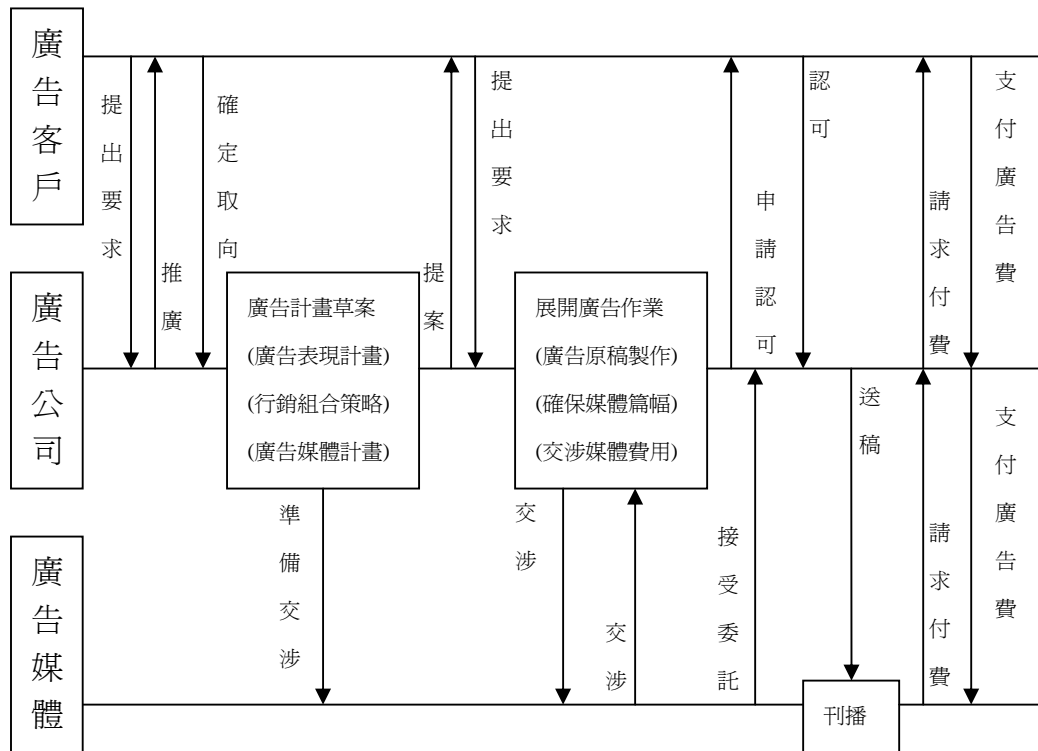 廣告客戶
提出要求
推廣
確定取向
提案
提出要求
申請認可
認可
請求付費
支付廣告費
廣告公司
廣告計畫草案
(廣告表現計畫)
(行銷組合策略)
(廣告媒體計畫)
展開廣告作業
(廣告原稿製作)
(確保媒體篇幅)
(交涉媒體費用)
準備交涉
交涉
交涉
接受委託
送稿
請求付費
支付廣告費
廣告媒體
刊播